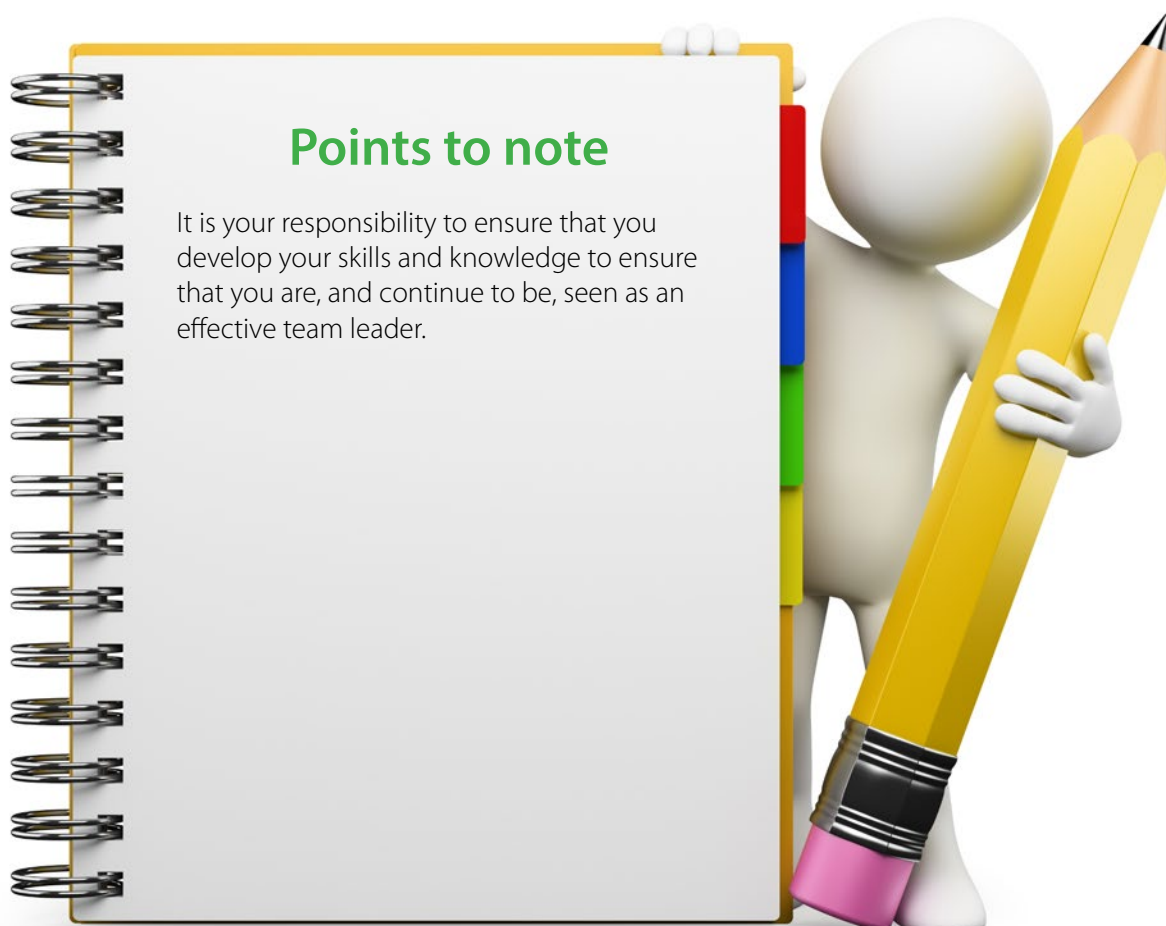 Points to note
It is your responsibility to ensure that you
develop your skills and knowledge to ensure
that you are, and continue to be, seen as an
effective team leader.